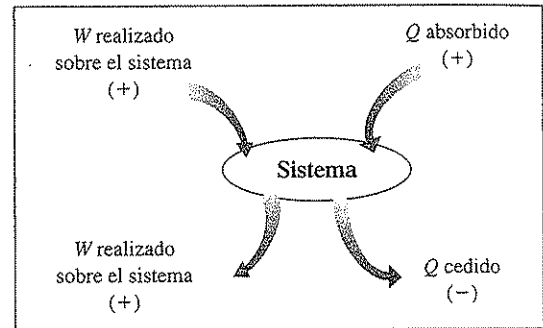 W realizado
sobre el sistema
(+)
Q absorbido
(+)
Sistema
W realizado
sobre el sistema
(+)
Q cedido
(−)